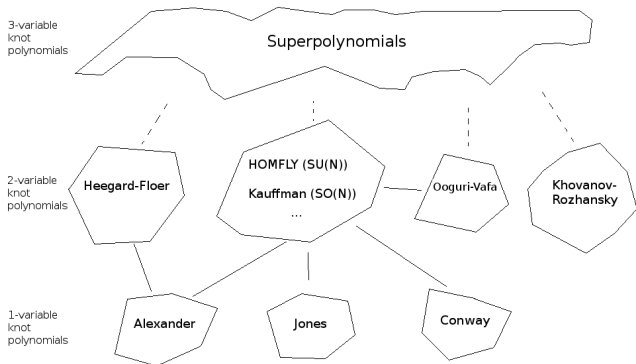 3-variable
knot
polynomials
Superpolynomials
2-variable
knot
polynomials
Heegard-Floer
HOMFLY (SU(N))
Kauffman (SO(N))
...
Ooguri-Vafa
Khovanov-
Rozhansky
1-variable
knot
polynomials
Alexander
Jones
Conway